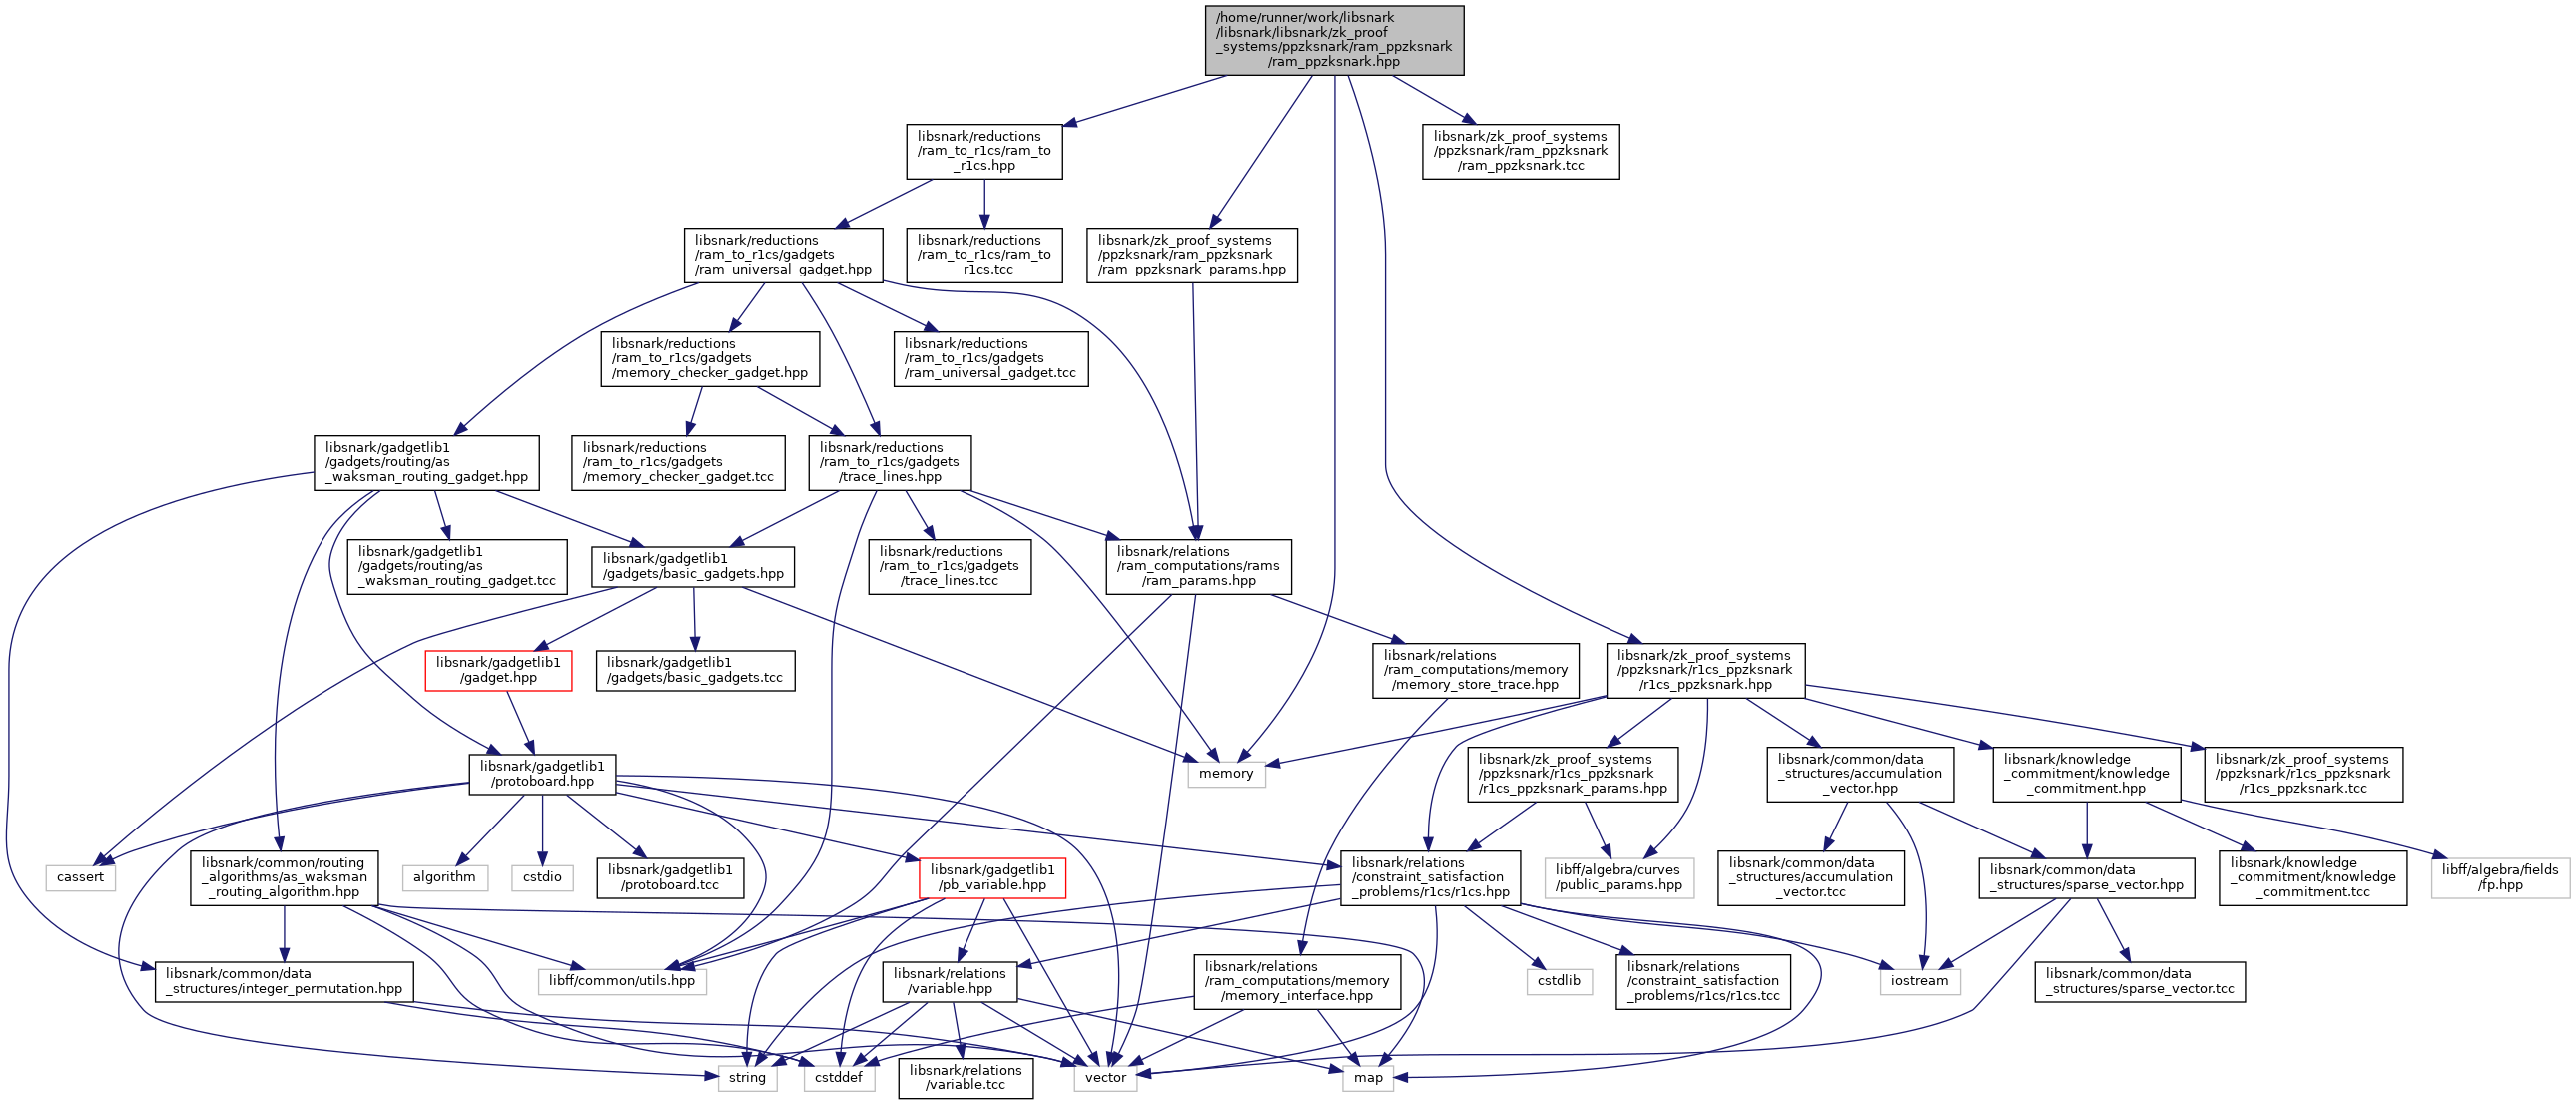 /home/runner/work/libsnark
/libsnark/libsnark/zk_proof
_systems/ppzksnark/ram_ppzksnark
/ram_ppzksnark.hpp
libsnark/reductions
/ram_to_r1cs/ram_to
_r1cs.hpp
libsnark/zk_proof_systems
/ppzksnark/ram_ppzksnark
/ram_ppzksnark.tcc
libsnark/reductions
/ram_to_r1cs/gadgets
/ram_universal_gadget.hpp
libsnark/reductions
/ram_to_r1cs/ram_to
_r1cs.tcc
libsnark/zk_proof_systems
/ppzksnark/ram_ppzksnark
/ram_ppzksnark_params.hpp
libsnark/reductions
/ram_to_r1cs/gadgets
/memory_checker_gadget.hpp
libsnark/reductions
/ram_to_r1cs/gadgets
/ram_universal_gadget.tcc
libsnark/gadgetlib1
/gadgets/routing/as
_waksman_routing_gadget.hpp
libsnark/reductions
/ram_to_r1cs/gadgets
/memory_checker_gadget.tcc
libsnark/reductions
/ram_to_r1cs/gadgets
/trace_lines.hpp
libsnark/gadgetlib1
/gadgets/routing/as
_waksman_routing_gadget.tcc
libsnark/gadgetlib1
/gadgets/basic_gadgets.hpp
libsnark/reductions
/ram_to_r1cs/gadgets
/trace_lines.tcc
libsnark/relations
/ram_computations/rams
/ram_params.hpp
libsnark/gadgetlib1
/gadget.hpp
libsnark/gadgetlib1
/gadgets/basic_gadgets.tcc
libsnark/relations
/ram_computations/memory
/memory_store_trace.hpp
libsnark/zk_proof_systems
/ppzksnark/r1cs_ppzksnark
/r1cs_ppzksnark.hpp
libsnark/gadgetlib1
/protoboard.hpp
memory
libsnark/zk_proof_systems
/ppzksnark/r1cs_ppzksnark
/r1cs_ppzksnark_params.hpp
libsnark/common/data
_structures/accumulation
_vector.hpp
libsnark/knowledge
_commitment/knowledge
_commitment.hpp
libsnark/zk_proof_systems
/ppzksnark/r1cs_ppzksnark
/r1cs_ppzksnark.tcc
cassert
libsnark/common/routing
_algorithms/as_waksman
_routing_algorithm.hpp
algorithm
cstdio
libsnark/gadgetlib1
/protoboard.tcc
libsnark/gadgetlib1
/pb_variable.hpp
libsnark/relations
/constraint_satisfaction
_problems/r1cs/r1cs.hpp
libff/algebra/curves
/public_params.hpp
libsnark/common/data
_structures/accumulation
_vector.tcc
libsnark/common/data
_structures/sparse_vector.hpp
libsnark/knowledge
_commitment/knowledge
_commitment.tcc
libff/algebra/fields
/fp.hpp
libsnark/common/data
_structures/integer_permutation.hpp
libff/common/utils.hpp
libsnark/relations
/variable.hpp
libsnark/relations
/ram_computations/memory
/memory_interface.hpp
cstdlib
libsnark/relations
/constraint_satisfaction
_problems/r1cs/r1cs.tcc
iostream
libsnark/common/data
_structures/sparse_vector.tcc
string
cstddef
libsnark/relations
/variable.tcc
vector
map